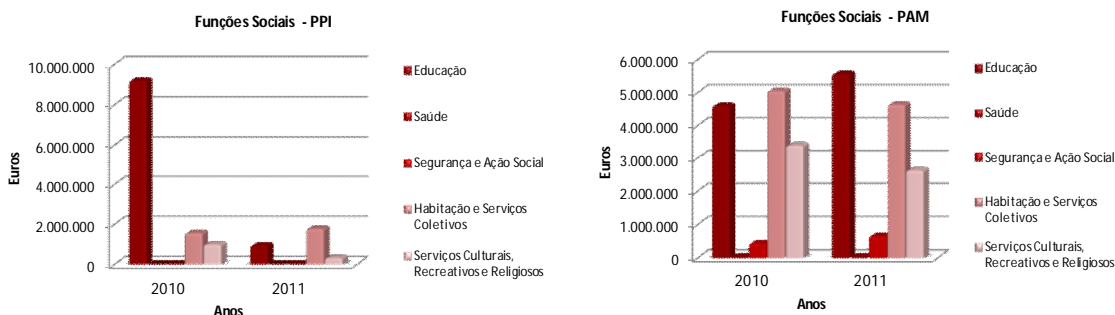 Funções Sociais - PPI
10.000.000
8.000.000
6.000.000
4.000.000
2.000.000
0
Euros
2010
2011
Anos
Educação
Saúde
Segurança e Ação Social
Habitação e Serviços
Coletivos
Serviços Culturais,
Recreativos e Religiosos
Funções Sociais - PAM
6.000.000
5.000.000
4.000.000
3.000.000
2.000.000
1.000.000
0
Euros
2010
2011
Anos
Educação
Saúde
Segurança e Ação Social
Habitação e Serviços
Coletivos
Serviços Culturais,
Recreativos e Religiosos